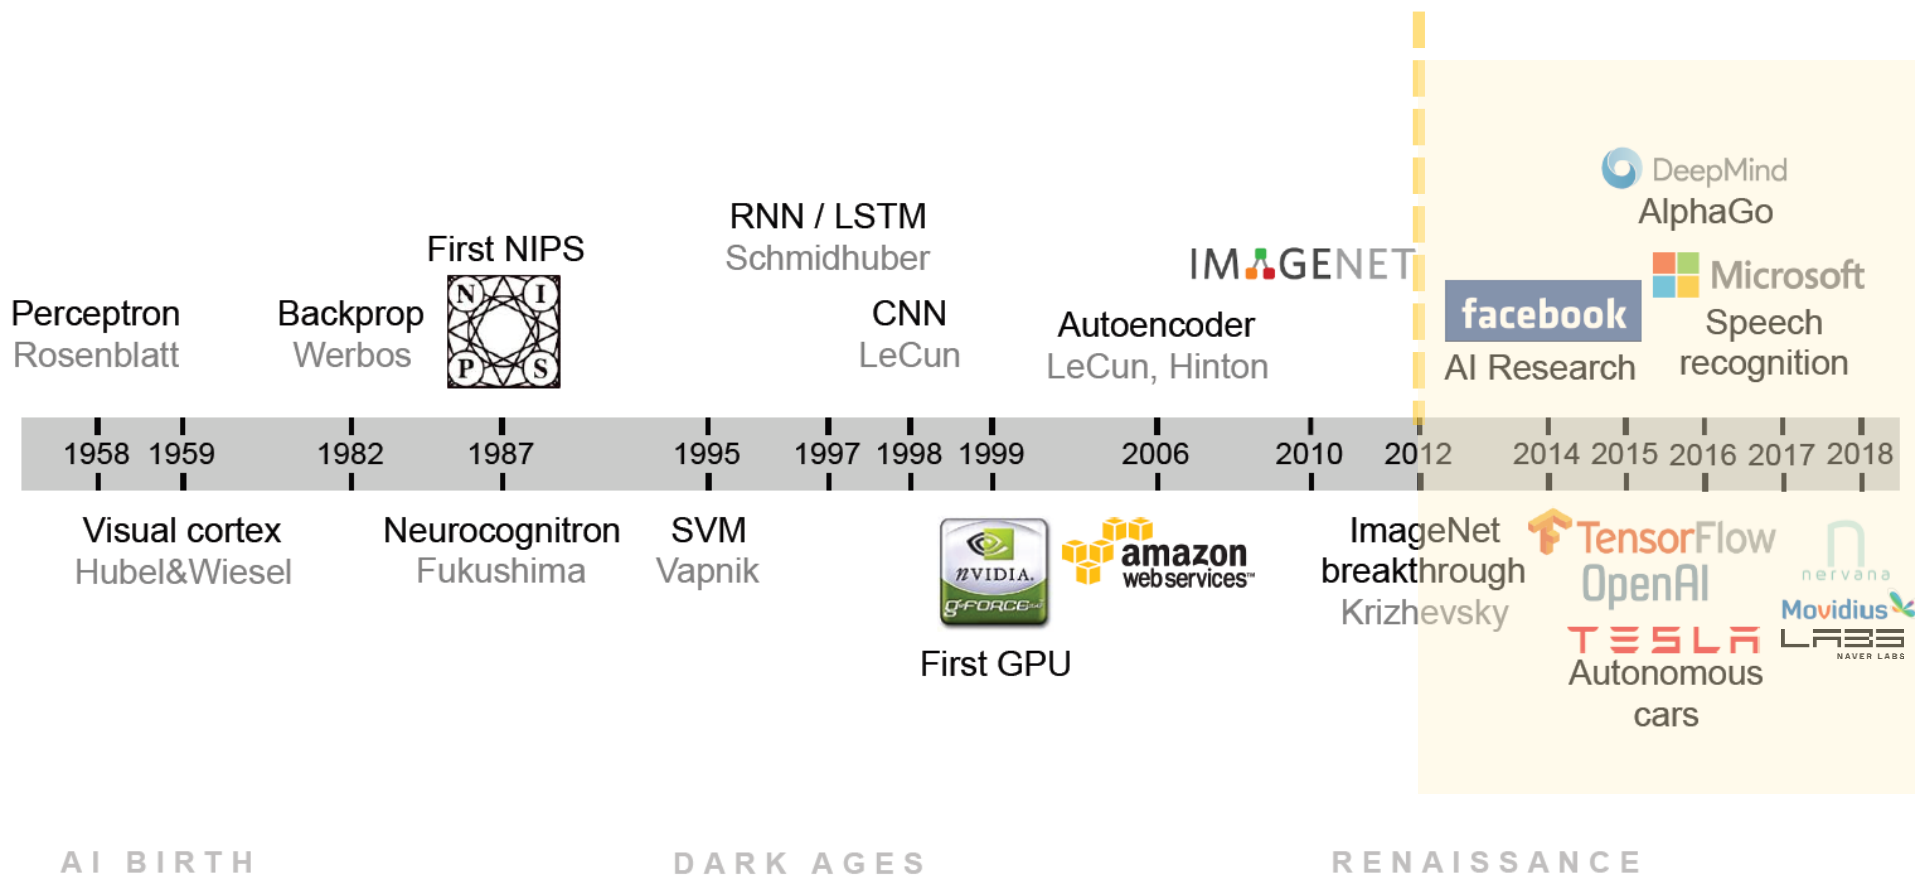 DeepMind
AlphaGo
RNN / LSTM
Schmidhuber
First NIPS
N I
P S
IMAGENET
Microsoft
Speech
recognition
facebook
AI Research
Perceptron
Rosenblatt
Backprop
Werbos
CNN
LeCun
Autoencoder
LeCun, Hinton
1958 1959 1982 1987 1995 1997 1998 1999 2006 2010 2012 2014 2015 2016 2017 2018
Visual cortex
Hubel&Wiesel
Neurocognitron
Fukushima
SVM
Vapnik
nVIDIA.
g-FORCE
First GPU
amazon
web services™
ImageNet
breakthrough
Krizhevsky
TensorFlow
OpenAI
TESLA
Autonomous
cars
n
nervana
Movidius
LABS
NAVER LABS
AI BIRTH
DARK AGES
RENAISSANCE